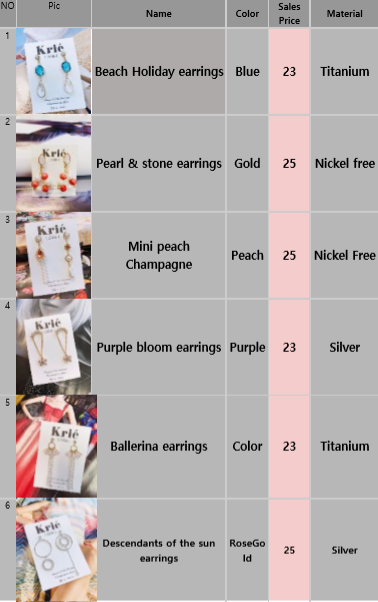 NO Pic Name Color Sales Price Material
1 Krié Beach Holiday earrings Blue 23 Titanium
2 Krié Pearl & stone earrings Gold 25 Nickel free
3 Krié Mini peach Champagne Peach 25 Nickel Free
4 Krié Purple bloom earrings Purple 23 Silver
5 Krié Ballerina earrings Color 23 Titanium
6 Krié Descendants of the sun earrings RoseGold 25 Silver